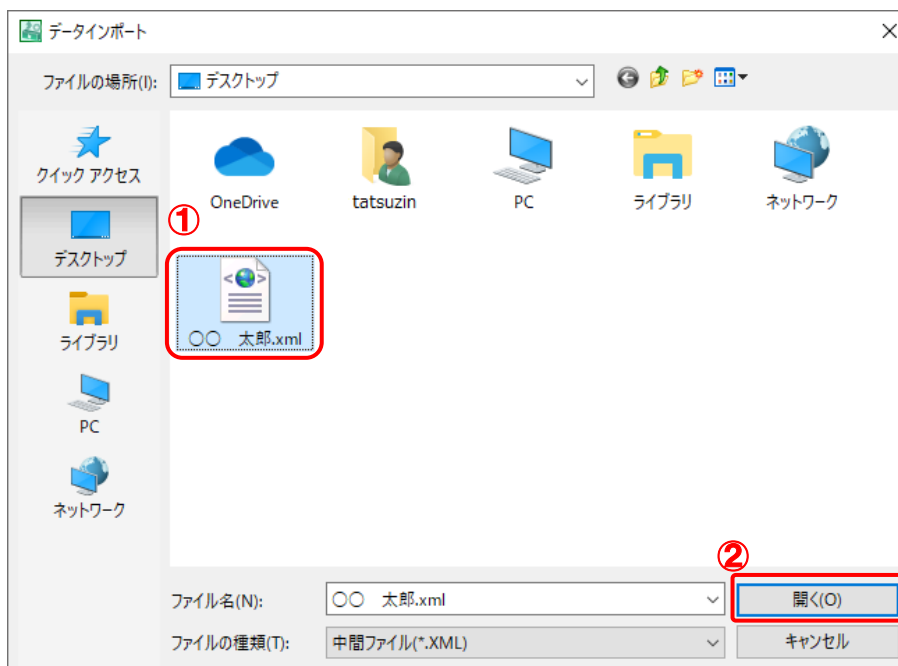 データインポート
ファイルの場所(I):
デスクトップ
クイック アクセス
デスクトップ
ライブラリ
PC
ネットワーク
OneDrive
tatsuzin
PC
ライブラリ
ネットワーク
①
○○　太郎.xml
②
ファイル名(N):
○○　太郎.xml
開く(O)
ファイルの種類(T):
中間ファイル(*.XML)
キャンセル